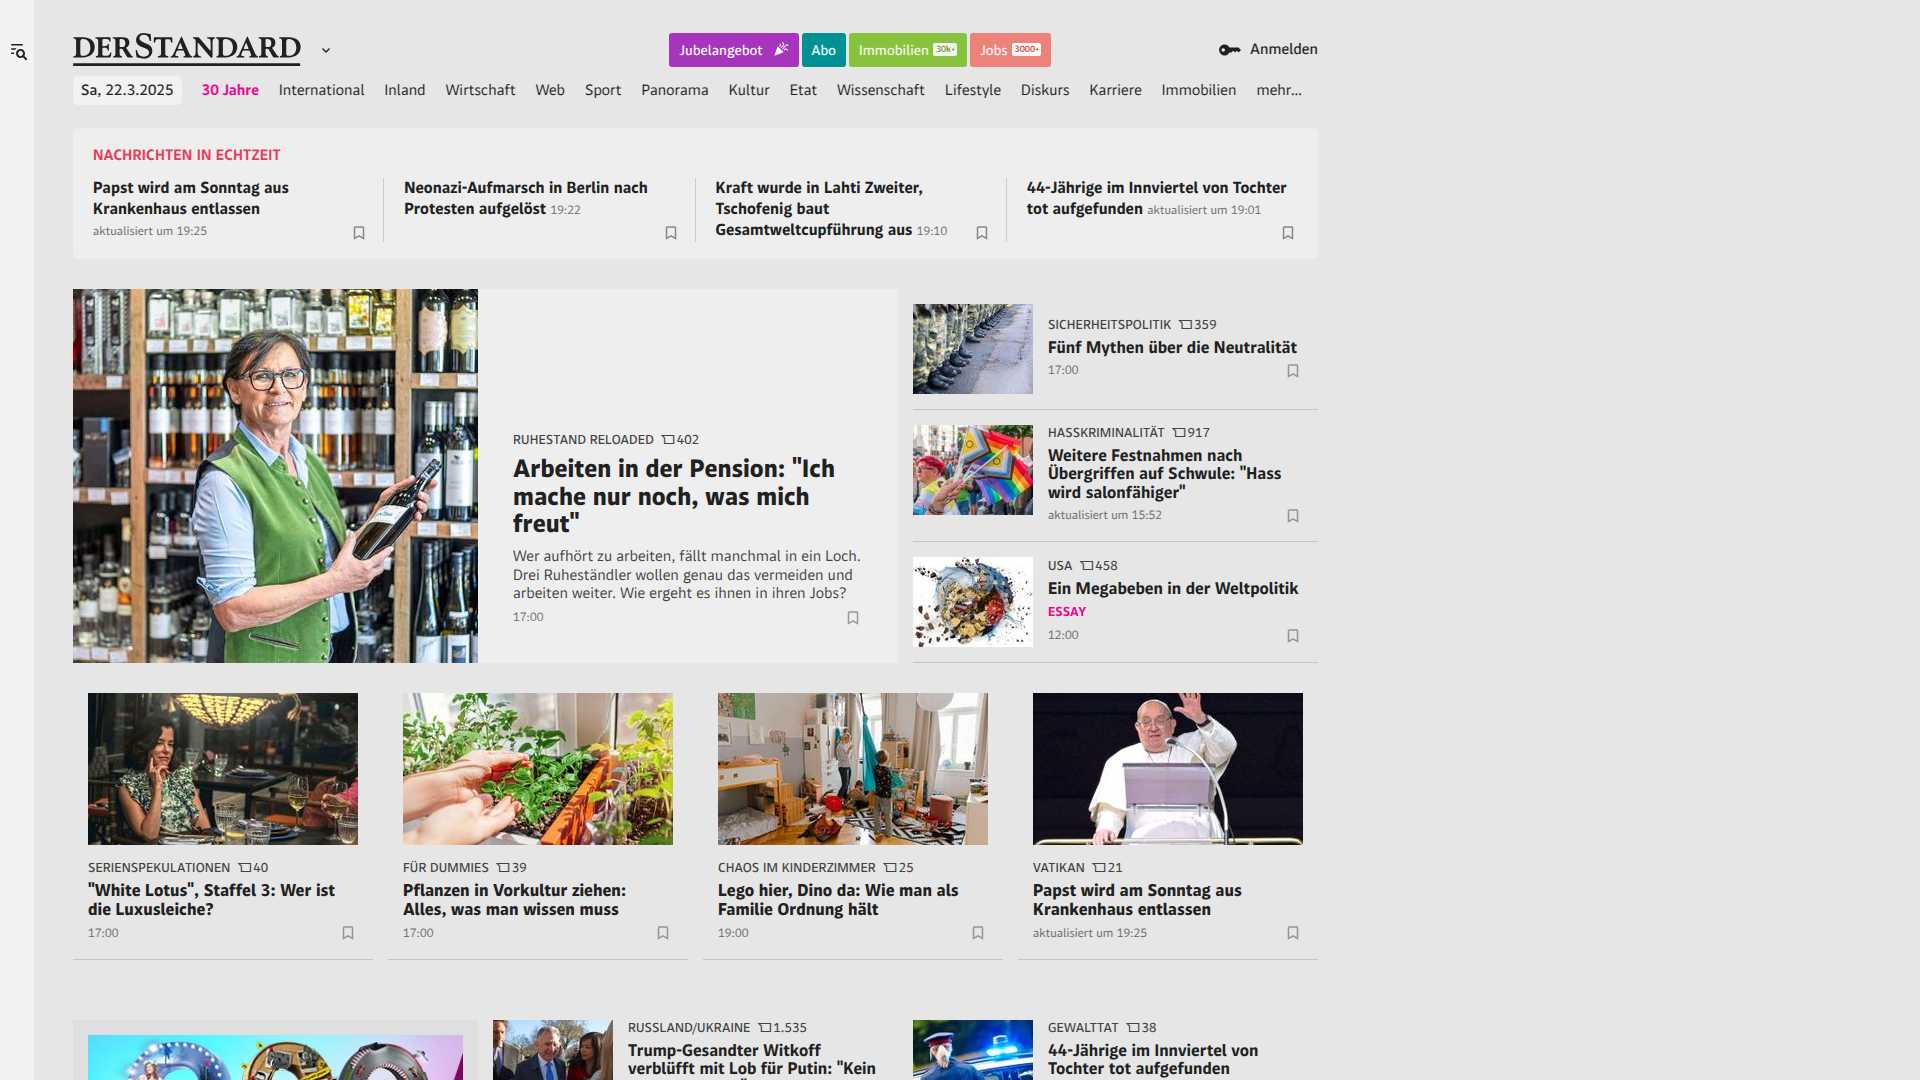 DERSTANDARD
Jubelangebot
Abo
Immobilien 30k+
Jobs 3000+
Anmelden
Sa, 22.3.2025
30 Jahre
International
Inland
Wirtschaft
Web
Sport
Panorama
Kultur
Etat
Wissenschaft
Lifestyle
Diskurs
Karriere
Immobilien
mehr...
NACHRICHTEN IN ECHTZEIT
Papst wird am Sonntag aus
Krankenhaus entlassen
aktualisiert um 19:25
Neonazi-Aufmarsch in Berlin nach
Protesten aufgelöst 19:22
Kraft wurde in Lahti Zweiter,
Tschofenig baut
Gesamtweltcupführung aus 19:10
44-Jährige im Innviertel von Tochter
tot aufgefunden aktualisiert um 19:01
RUHESTAND RELOADED 402
Arbeiten in der Pension: "Ich
mache nur noch, was mich
freut"
Wer aufhört zu arbeiten, fällt manchmal in ein Loch.
Drei Ruheständler wollen genau das vermeiden und
arbeiten weiter. Wie ergeht es ihnen in ihren Jobs?
17:00
SICHERHEITSPOLITIK 359
Fünf Mythen über die Neutralität
17:00
HASSKRIMINALITÄT 917
Weitere Festnahmen nach
Übergriffen auf Schwule: "Hass
wird salonfähiger"
aktualisiert um 15:52
USA 458
Ein Megabeben in der Weltpolitik
ESSAY
12:00
SERIENSPEKULATIONEN 40
"White Lotus", Staffel 3: Wer ist
die Luxusleiche?
17:00
FÜR DUMMIES 39
Pflanzen in Vorkultur ziehen:
Alles, was man wissen muss
17:00
CHAOS IM KINDERZIMMER 25
Lego hier, Dino da: Wie man als
Familie Ordnung hält
19:00
VATIKAN 21
Papst wird am Sonntag aus
Krankenhaus entlassen
aktualisiert um 19:25
RUSSLAND/UKRAINE 1.535
Trump-Gesandter Witkoff
verblüfft mit Lob für Putin: "Kein
GEWALTTAT 38
44-Jährige im Innviertel von
Tochter tot aufgefunden